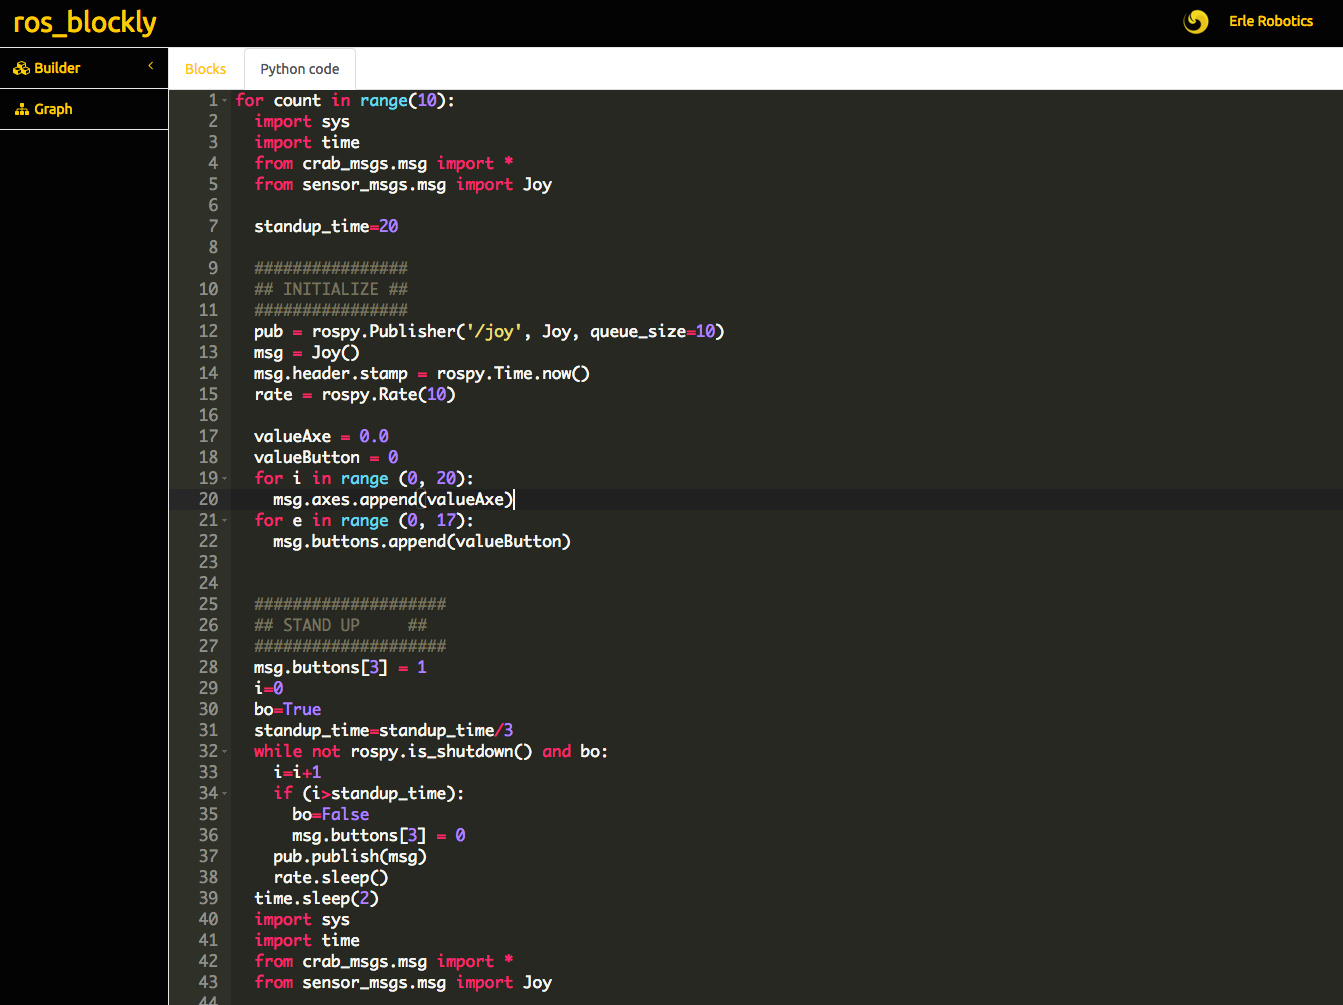 ros_blockly
Erle Robotics
Builder
Graph
Blocks
Python code
1 for count in range(10):
2   import sys
3   import time
4   from crab_msgs.msg import *
5   from sensor_msgs.msg import Joy
6
7   standup_time=20
8
9   ################
10   ## INITIALIZE ##
11   ################
12   pub = rospy.Publisher('/joy', Joy, queue_size=10)
13   msg = Joy()
14   msg.header.stamp = rospy.Time.now()
15   rate = rospy.Rate(10)
16
17   valueAxe = 0.0
18   valueButton = 0
19   for i in range (0, 20):
20     msg.axes.append(valueAxe)
21   for e in range (0, 17):
22     msg.buttons.append(valueButton)
23
24
25   ####################
26   ## STAND UP     ##
27   ####################
28   msg.buttons[3] = 1
29   i=0
30   bo=True
31   standup_time=standup_time/3
32   while not rospy.is_shutdown() and bo:
33     i=i+1
34     if (i>standup_time):
35       bo=False
36       msg.buttons[3] = 0
37     pub.publish(msg)
38     rate.sleep()
39   time.sleep(2)
40   import sys
41   import time
42   from crab_msgs.msg import *
43   from sensor_msgs.msg import Joy
44